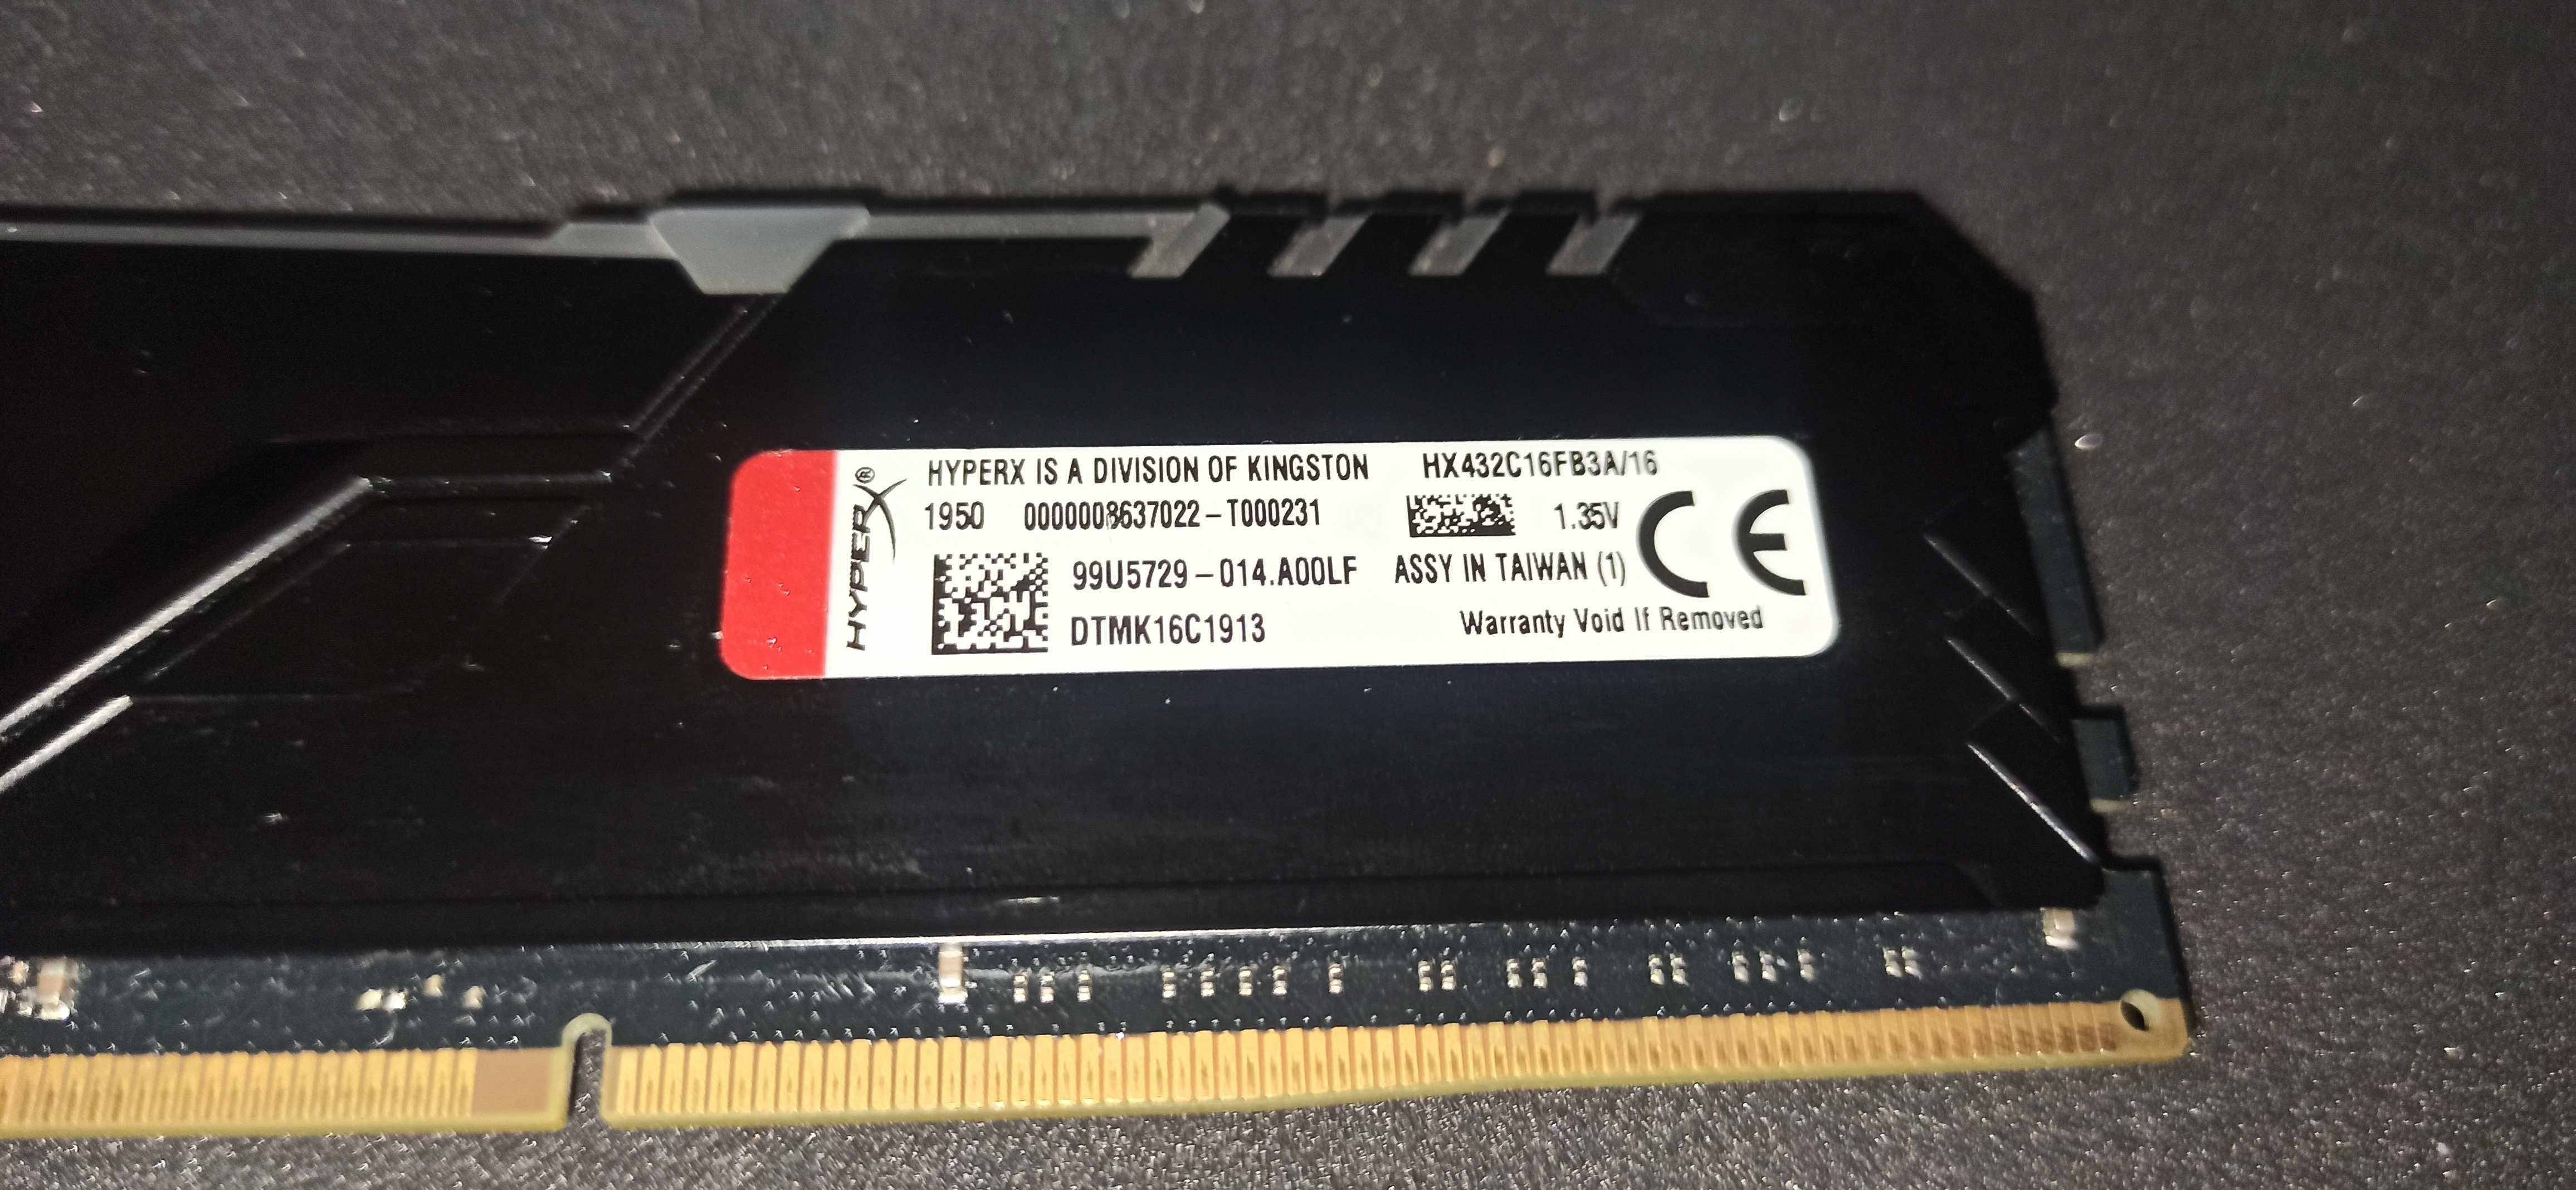 HYPERX®
HYPERX IS A DIVISION OF KINGSTON HX432C16FB3A/16
1950 0000008637022-T000231 1.35V CE
99U5729-014.A00LF ASSY IN TAIWAN (1)
DTMK16C1913 Warranty Void If Removed